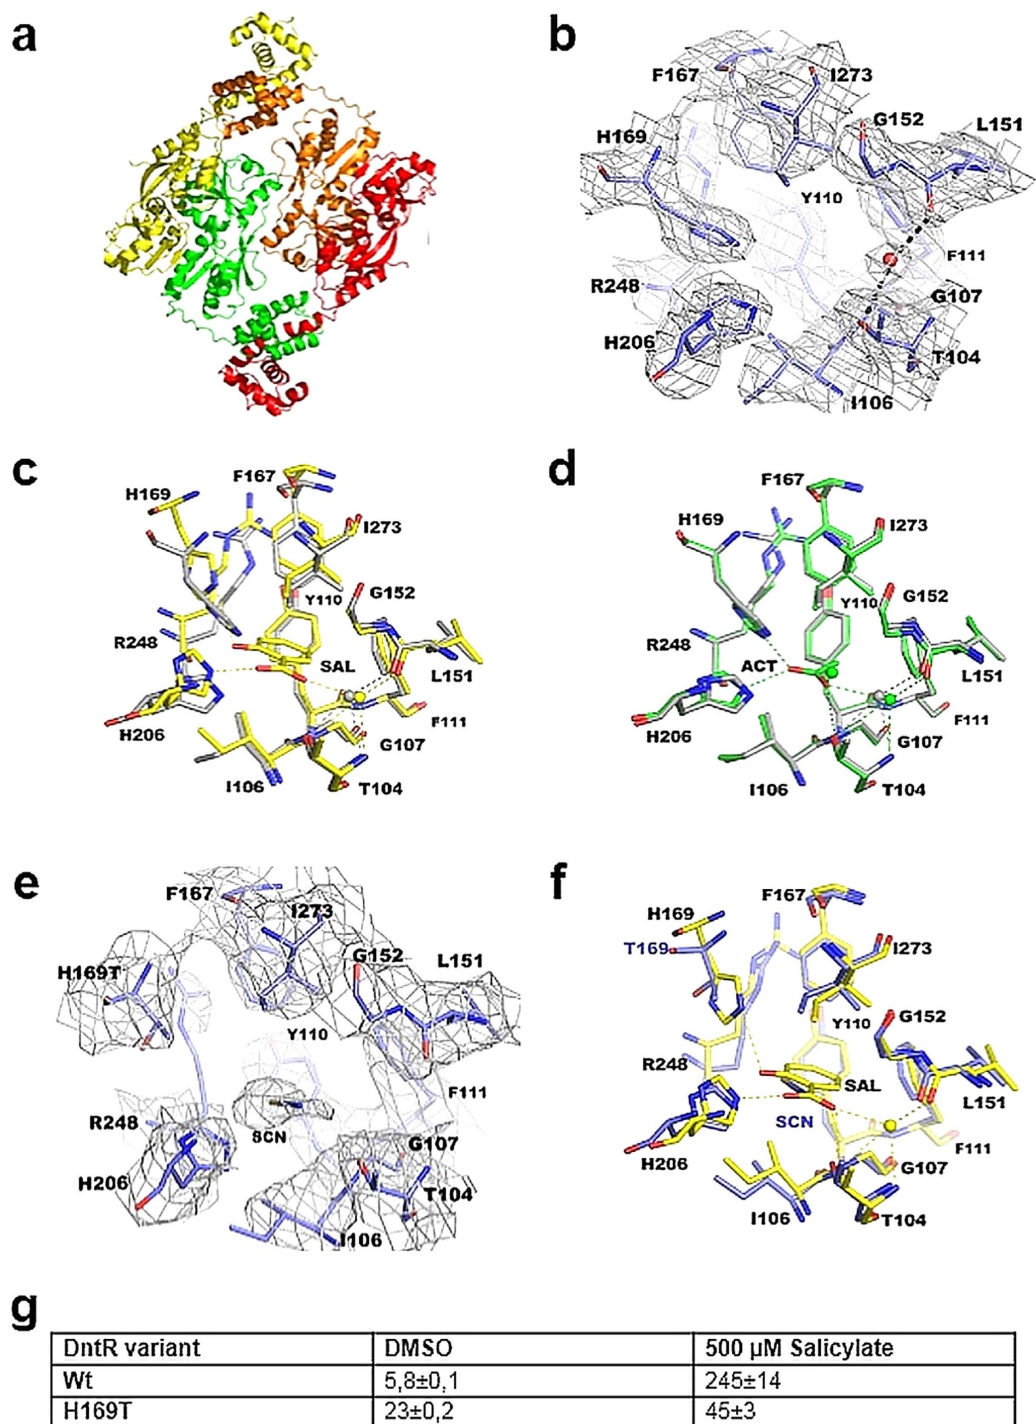 a
b
F167
I273
G152
L151
H169
Y110
F111
R248
G107
H206
T104
I106
c
F167
H169
I273
Y110
G152
R248
SAL
L151
F111
H206
G107
I106
T104
d
F167
H169
I273
Y110
G152
R248
ACT
L151
F111
H206
G107
I106
T104
e
F167
I273
G152
L151
H169T
Y110
F111
R248
SCN
G107
H206
T104
I106
f
F167
H169
T169
I273
Y110
G152
R248
SAL
L151
SCN
F111
H206
G107
I106
T104
g
DntR variant DMSO 500 µM Salicylate
Wt 5,8±0,1 245±14
H169T 23±0,2 45±3